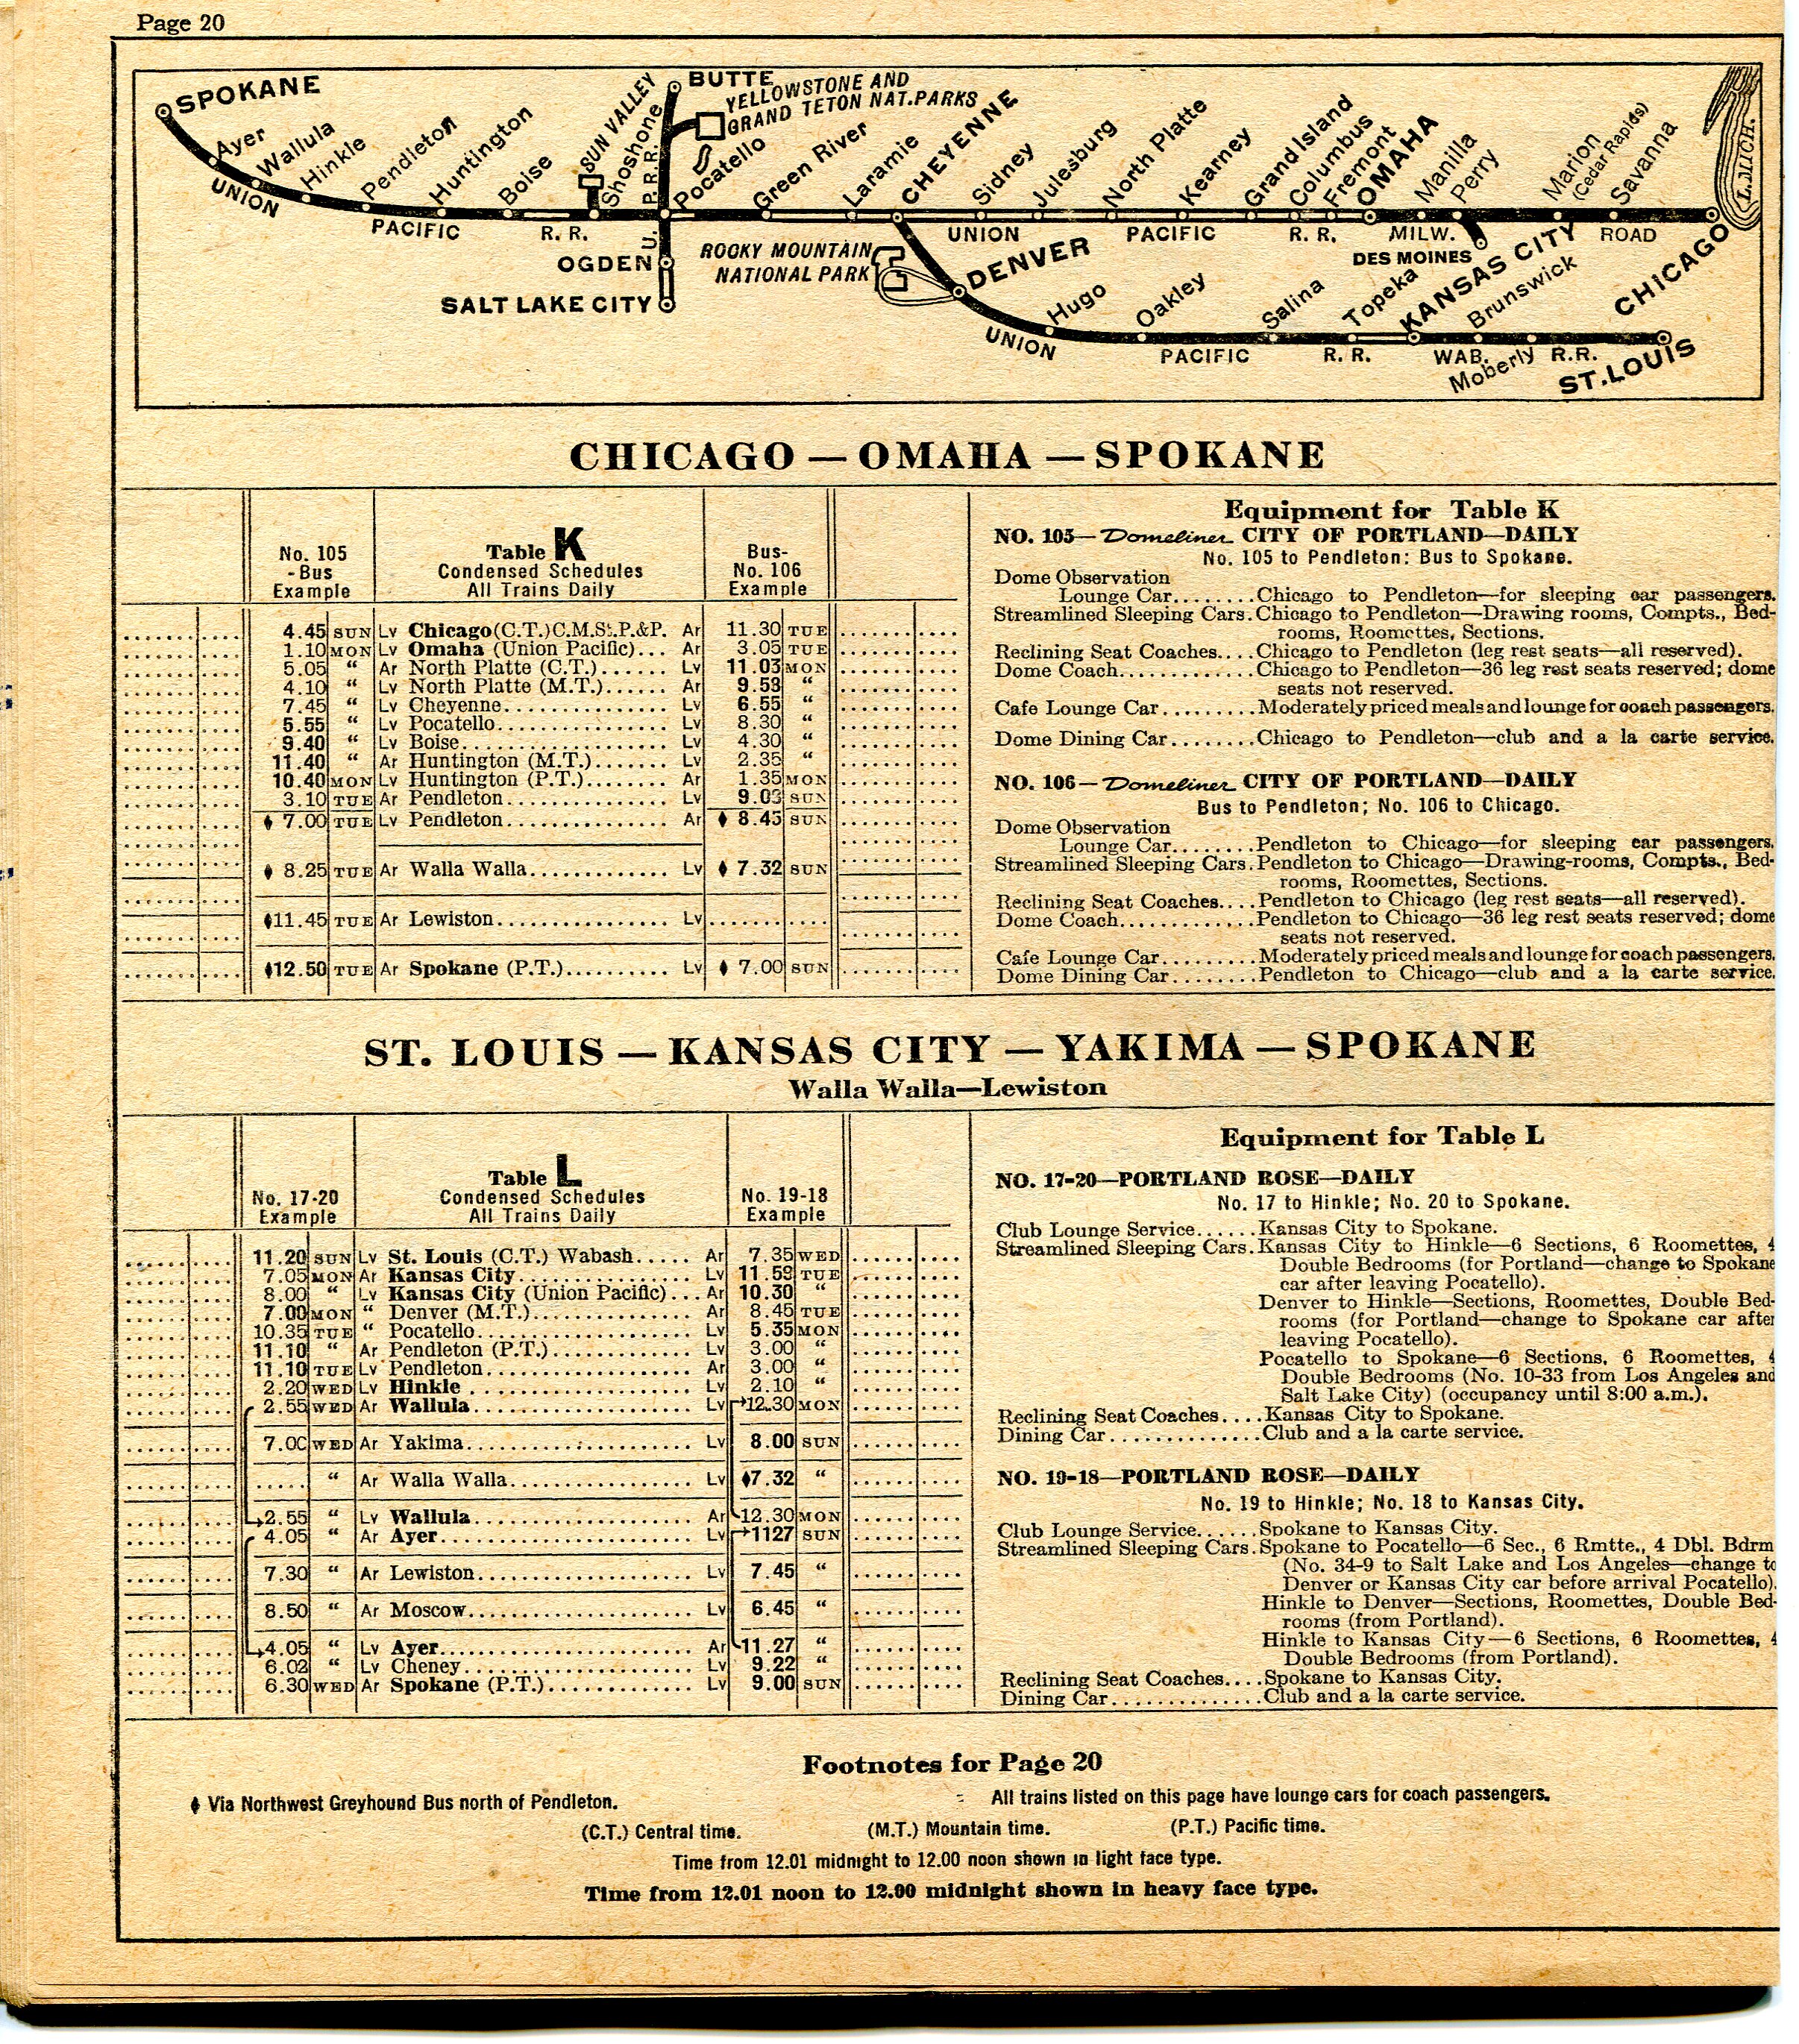 Page 20
SPOKANE
Ayer
Wallula
Hinkle
Pendleton
Huntington
Boise
SUN VALLEY
Shoshone
BUTTE
YELLOWSTONE AND
GRAND TETON NAT. PARKS
Pocatello
Green River
Laramie
CHEYENNE
Sidney
Julesburg
North Platte
Kearney
Grand Island
Columbus
Fremont
OMAHA
Manilla
Perry
Marion
(Cedar Rapids)
Savanna
L. MICH.
UNION PACIFIC R. R.
U. P. R. R.
UNION PACIFIC R. R.
MILW. ROAD
OGDEN
SALT LAKE CITY
ROCKY MOUNTAIN
NATIONAL PARK
DENVER
DES MOINES
CHICAGO
Hugo
Oakley
Salina
Topeka
KANSAS CITY
Brunswick
Moberly
ST. LOUIS
UNION PACIFIC R. R.
WAB. R.R.
CHICAGO — OMAHA — SPOKANE
No. 105
- Bus
Example
Table K
Condensed Schedules
All Trains Daily
Bus-
No. 106
Example
4.45 SUN Lv Chicago (C.T.) C.M.St.P.&P. Ar 11.30 TUE
1.10 MON Lv Omaha (Union Pacific)... Ar 3.05 TUE
5.05 “ Ar North Platte (C.T.)...... Lv 11.03 MON
4.10 “ Lv North Platte (M.T.)...... Ar 9.53 “
7.45 “ Lv Cheyenne................ Lv 6.55 “
5.55 “ Lv Pocatello................. Lv 8.30 “
9.40 “ Lv Boise..................... Lv 4.30 “
11.40 “ Ar Huntington (M.T.)....... Lv 2.35 “
10.40 MON Lv Huntington (P.T.)........ Ar 1.35 MON
3.10 TUE Ar Pendleton................ Lv 9.03 SUN
♦ 7.00 TUE Lv Pendleton................ Ar ♦ 8.45 SUN
♦ 8.25 TUE Ar Walla Walla.............. Lv ♦ 7.32 SUN
♦11.45 TUE Ar Lewiston................. Lv ..........
♦12.50 TUE Ar Spokane (P.T.).......... Lv ♦ 7.00 SUN
Equipment for Table K
NO. 105— Domeliner CITY OF PORTLAND—DAILY
No. 105 to Pendleton: Bus to Spokane.
Dome Observation
Lounge Car........Chicago to Pendleton—for sleeping car passengers.
Streamlined Sleeping Cars.Chicago to Pendleton—Drawing rooms, Compts., Bed-
rooms, Roomettes, Sections.
Reclining Seat Coaches....Chicago to Pendleton (leg rest seats—all reserved).
Dome Coach..............Chicago to Pendleton—36 leg rest seats reserved; dome
seats not reserved.
Cafe Lounge Car.........Moderately priced meals and lounge for coach passengers.
Dome Dining Car........Chicago to Pendleton—club and a la carte service.
NO. 106— Domeliner CITY OF PORTLAND—DAILY
Bus to Pendleton; No. 106 to Chicago.
Dome Observation
Lounge Car........Pendleton to Chicago—for sleeping car passengers.
Streamlined Sleeping Cars.Pendleton to Chicago—Drawing-rooms, Compts., Bed-
rooms, Roomettes, Sections.
Reclining Seat Coaches....Pendleton to Chicago (leg rest seats—all reserved).
Dome Coach..............Pendleton to Chicago—36 leg rest seats reserved; dome
seats not reserved.
Cafe Lounge Car.........Moderately priced meals and lounge for coach passengers.
Dome Dining Car........Pendleton to Chicago—club and a la carte service.
ST. LOUIS — KANSAS CITY — YAKIMA — SPOKANE
Walla Walla—Lewiston
No. 17-20
Example
Table L
Condensed Schedules
All Trains Daily
No. 19-18
Example
11.20 SUN Lv St. Louis (C.T.) Wabash..... Ar 7.35 WED
7.05 MON Ar Kansas City................. Lv 11.59 TUE
8.00 “ Lv Kansas City (Union Pacific)... Ar 10.30 “
7.00 MON “ Denver (M.T.)............... Ar 8.45 TUE
10.35 TUE “ Pocatello.................... Lv 5.35 MON
11.10 “ Ar Pendleton (P.T.)............ Lv 3.00 “
11.10 TUE Lv Pendleton................... Ar 3.00 “
2.20 WED Lv Hinkle ..................... Lv 2.10 “
2.55 WED Ar Wallula..................... Lv 12.30 MON
7.00 WED Ar Yakima..................... Lv 8.00 SUN
..... “ Ar Walla Walla................. Lv ♦7.32 “
2.55 “ Lv Wallula..................... Ar 12.30 MON
4.05 “ Ar Ayer....................... Lv 1127 SUN
7.30 “ Ar Lewiston.................... Lv 7.45 “
8.50 “ Ar Moscow..................... Lv 6.45 “
4.05 “ Lv Ayer....................... Ar 11.27 “
6.02 “ Lv Cheney..................... Lv 9.22 “
6.30 WED Ar Spokane (P.T.)............. Lv 9.00 SUN
Equipment for Table L
NO. 17-20—PORTLAND ROSE—DAILY
No. 17 to Hinkle; No. 20 to Spokane.
Club Lounge Service......Kansas City to Spokane.
Streamlined Sleeping Cars.Kansas City to Hinkle—6 Sections, 6 Roomettes, 4
Double Bedrooms (for Portland—change to Spokane
car after leaving Pocatello).
Denver to Hinkle—Sections, Roomettes, Double Bed-
rooms (for Portland—change to Spokane car after
leaving Pocatello).
Pocatello to Spokane—6 Sections, 6 Roomettes, 4
Double Bedrooms (No. 10-33 from Los Angeles and
Salt Lake City) (occupancy until 8:00 a.m.).
Reclining Seat Coaches....Kansas City to Spokane.
Dining Car..............Club and a la carte service.
NO. 19-18—PORTLAND ROSE—DAILY
No. 19 to Hinkle; No. 18 to Kansas City.
Club Lounge Service......Spokane to Kansas City.
Streamlined Sleeping Cars.Spokane to Pocatello—6 Sec., 6 Rmtte., 4 Dbl. Bdrm
(No. 34-9 to Salt Lake and Los Angeles—change to
Denver or Kansas City car before arrival Pocatello).
Hinkle to Denver—Sections, Roomettes, Double Bed-
rooms (from Portland).
Hinkle to Kansas City—6 Sections, 6 Roomettes, 4
Double Bedrooms (from Portland).
Reclining Seat Coaches....Spokane to Kansas City.
Dining Car..............Club and a la carte service.
Footnotes for Page 20
♦ Via Northwest Greyhound Bus north of Pendleton.
All trains listed on this page have lounge cars for coach passengers.
(C.T.) Central time. (M.T.) Mountain time. (P.T.) Pacific time.
Time from 12.01 midnight to 12.00 noon shown in light face type.
Time from 12.01 noon to 12.00 midnight shown in heavy face type.